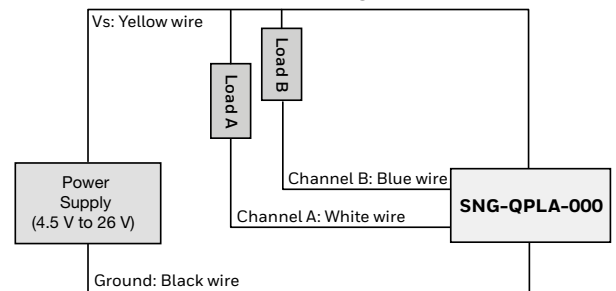 Vs: Yellow wire
Load A
Load B
Power
Supply
(4.5 V to 26 V)
Channel B: Blue wire
Channel A: White wire
SNG-QPLA-000
Ground: Black wire